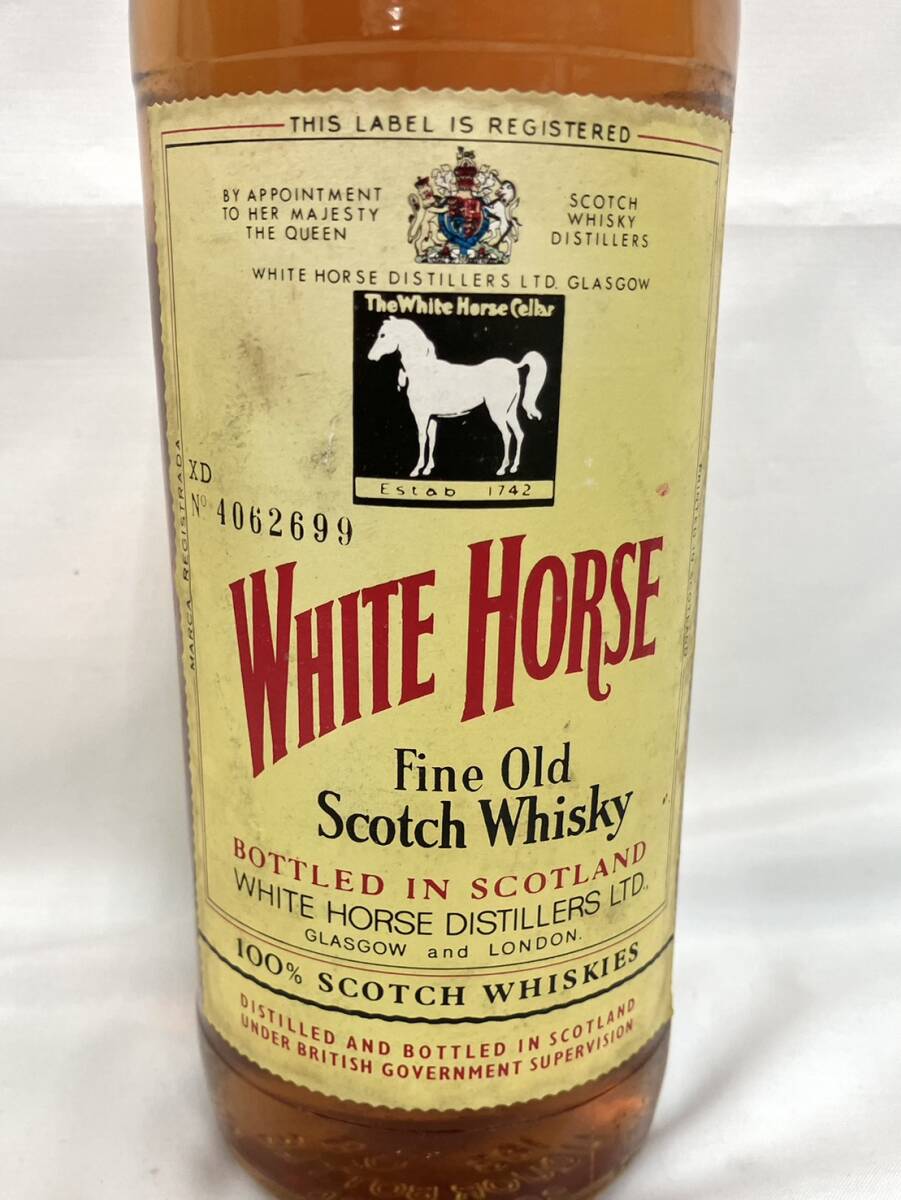 THIS LABEL IS REGISTERED
BY APPOINTMENT
TO HER MAJESTY
THE QUEEN
SCOTCH
WHISKY
DISTILLERS
WHITE HORSE DISTILLERS LTD. GLASGOW
The White Horse Cellar
Estab 1742
XD
Nº 4062699
MARCA REGISTRADA
PRINTED IN SCOTLAND
WHITE HORSE
Fine Old
Scotch Whisky
BOTTLED IN SCOTLAND
WHITE HORSE DISTILLERS LTD.,
GLASGOW and LONDON.
100% SCOTCH WHISKIES
DISTILLED AND BOTTLED IN SCOTLAND
UNDER BRITISH GOVERNMENT SUPERVISION